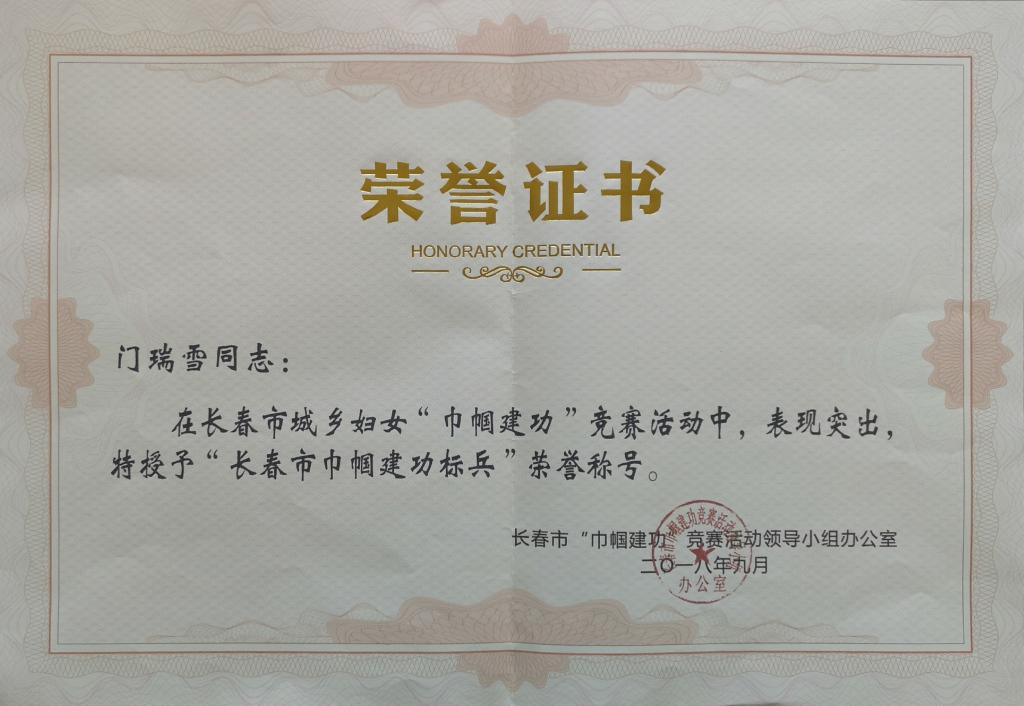 荣誉证书
HONORARY CREDENTIAL
门瑞雪同志：
在长春市城乡妇女“巾帼建功”竞赛活动中，表现突出，
特授予“长春市巾帼建功标兵”荣誉称号。
长春市“巾帼建功”竞赛活动领导小组办公室
二〇一八年九月
办公室